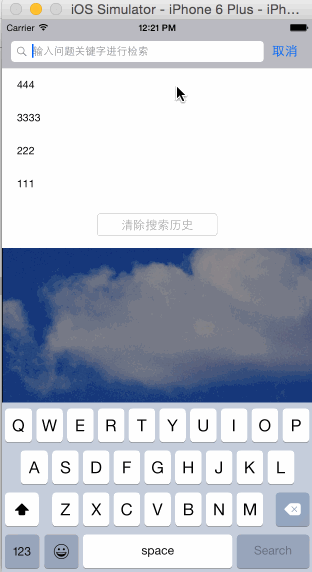 iOS Simulator - iPhone 6 Plus - iPh...
Carrier 12:21 PM
输入问题关键字进行检索 取消
444
3333
222
111
清除搜索历史
Q W E R T Y U I O P
A S D F G H J K L
Z X C V B N M
123 space Search